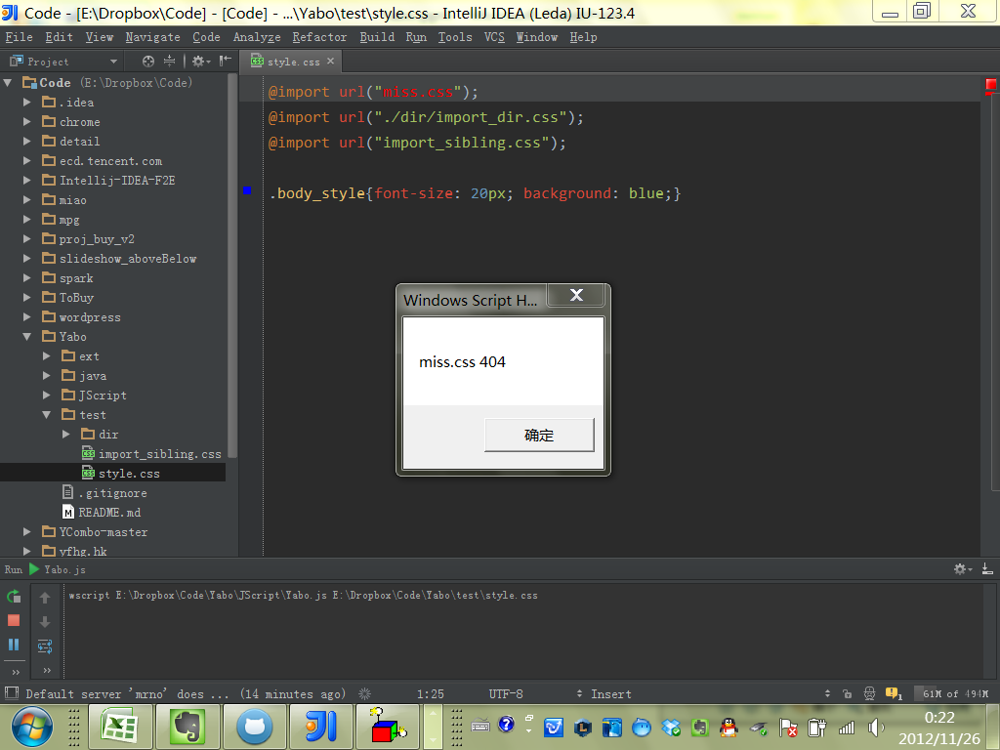 Code - [E:\Dropbox\Code] - [Code] - ...\Yabo\test\style.css - IntelliJ IDEA (Leda) IU-123.4
File Edit View Navigate Code Analyze Refactor Build Run Tools VCS Window Help
Project
style.css
Code (E:\Dropbox\Code)
.idea
chrome
detail
ecd.tencent.com
Intellij-IDEA-F2E
miao
mpg
proj_buy_v2
slideshow_aboveBelow
spark
ToBuy
wordpress
Yabo
ext
java
JScript
test
dir
import_sibling.css
style.css
.gitignore
README.md
YCombo-master
yfhg.hk
@import url("miss.css");
@import url("./dir/import_dir.css");
@import url("import_sibling.css");
.body_style{font-size: 20px; background: blue;}
Windows Script H...
miss.css 404
确定
Run Yabo.js
wscript E:\Dropbox\Code\Yabo\JScript\Yabo.js E:\Dropbox\Code\Yabo\test\style.css
Default server 'mrno' does ... (14 minutes ago) 1:25 UTF-8 Insert 61M of 494M
0:22
2012/11/26